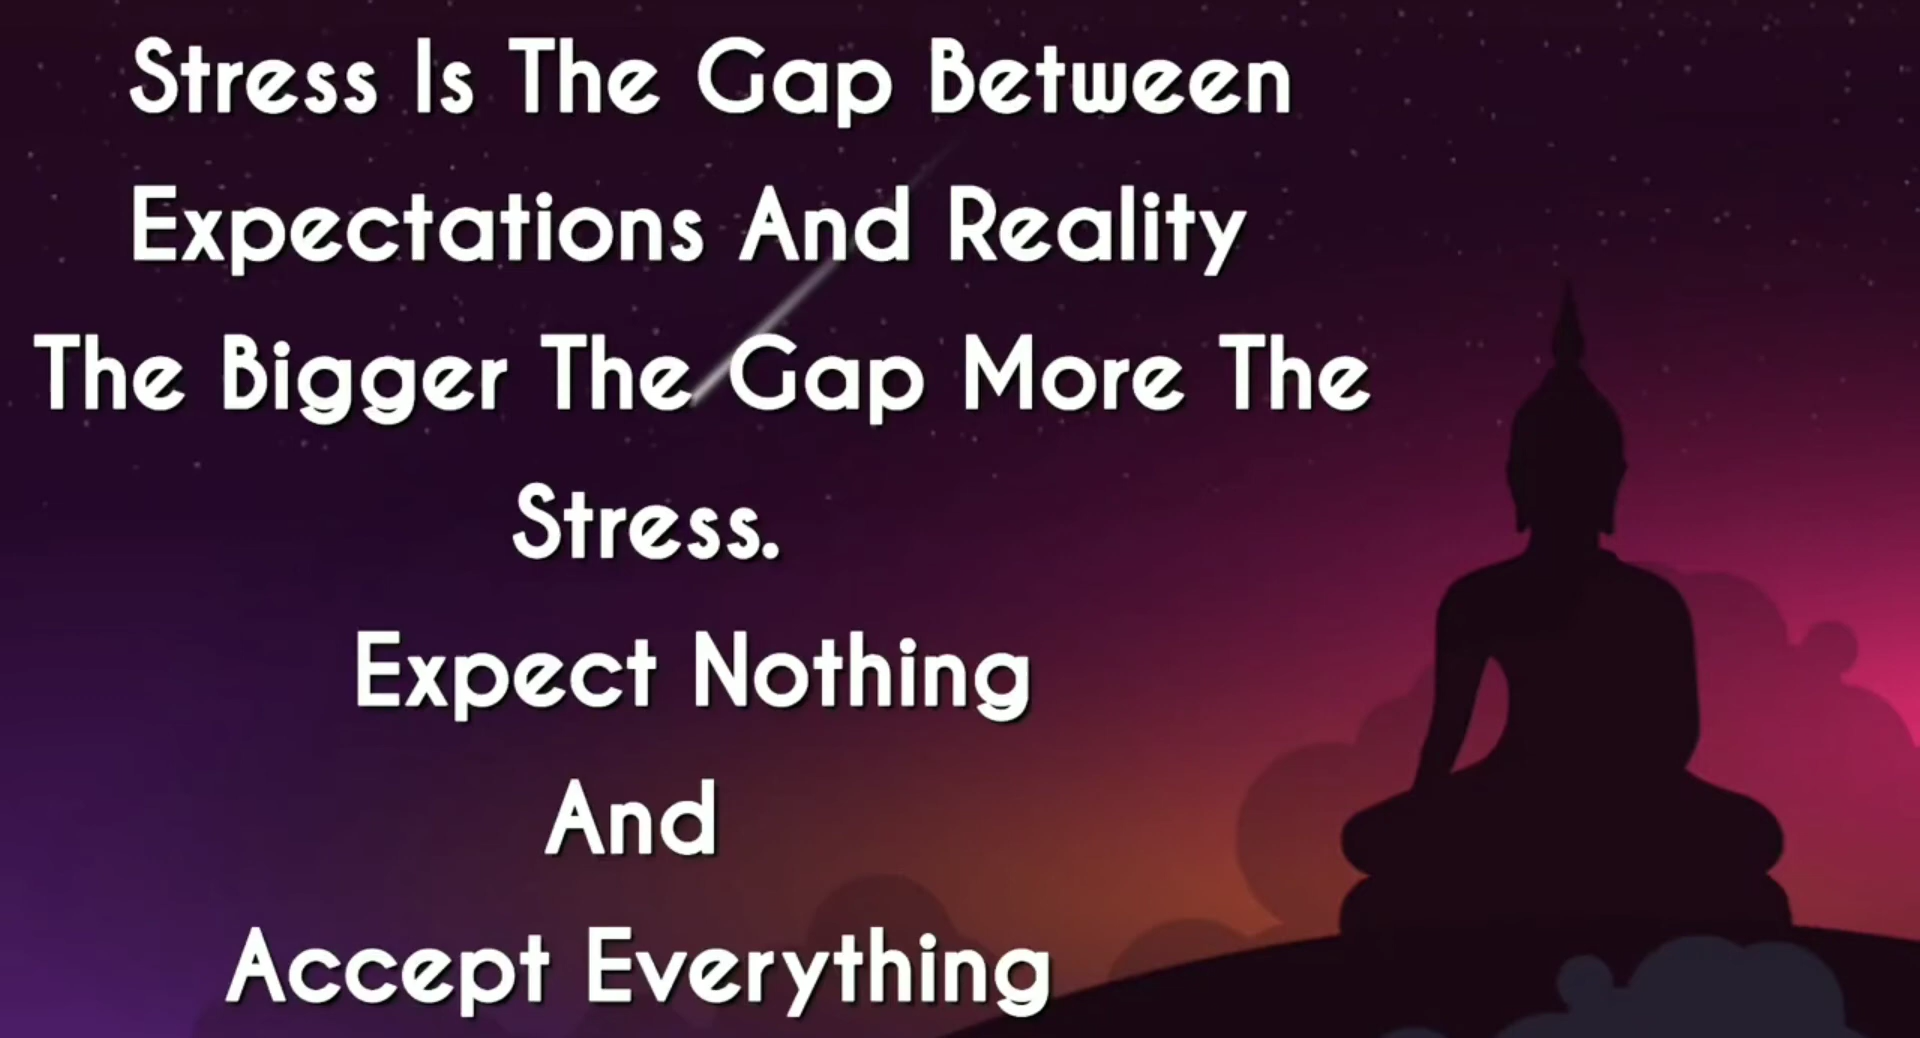 Stress Is The Gap Between
Expectations And Reality
The Bigger The Gap More The
Stress.
Expect Nothing
And
Accept Everything